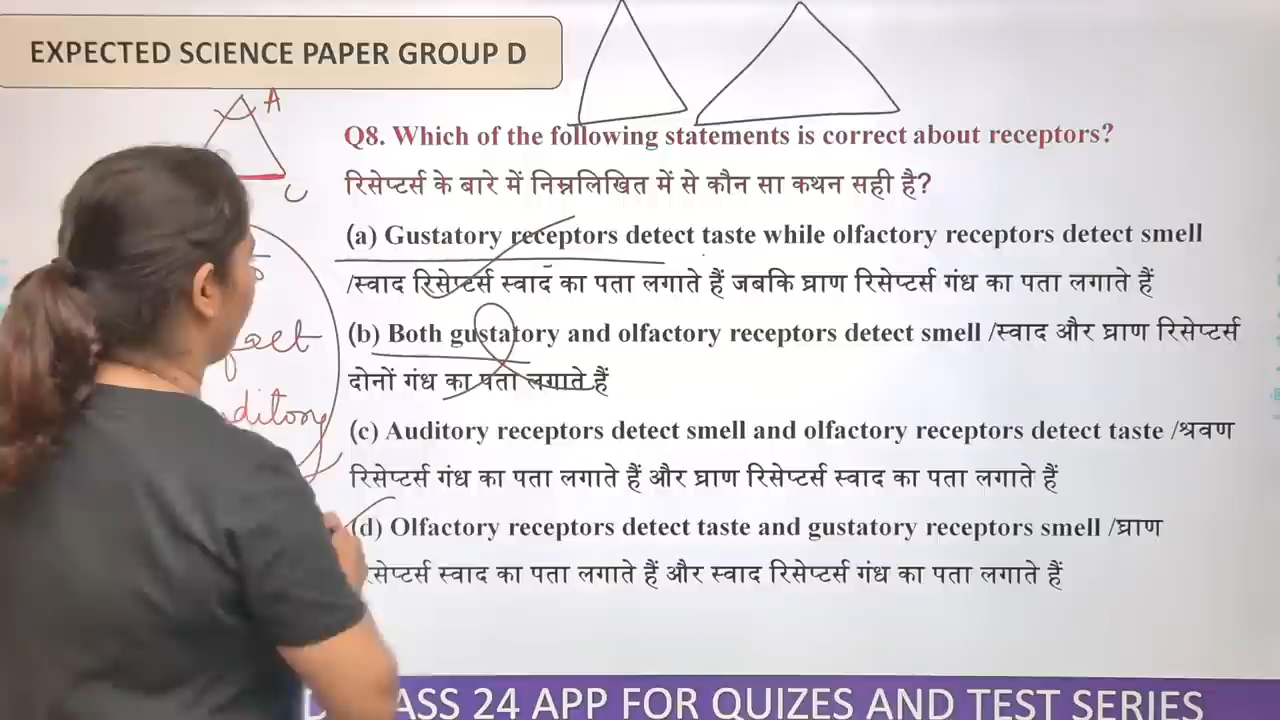 EXPECTED SCIENCE PAPER GROUP D
A
Q8. Which of the following statements is correct about receptors?
रिसेप्टर्स के बारे में निम्नलिखित में से कौन सा कथन सही है?
(a) Gustatory receptors detect taste while olfactory receptors detect smell
/स्वाद रिसेप्टर्स स्वाद का पता लगाते हैं जबकि घ्राण रिसेप्टर्स गंध का पता लगाते हैं
(b) Both gustatory and olfactory receptors detect smell /स्वाद और घ्राण रिसेप्टर्स
दोनों गंध का पता लगाते हैं
(c) Auditory receptors detect smell and olfactory receptors detect taste /श्रवण
रिसेप्टर्स गंध का पता लगाते हैं और घ्राण रिसेप्टर्स स्वाद का पता लगाते हैं
(d) Olfactory receptors detect taste and gustatory receptors smell /घ्राण
रिसेप्टर्स स्वाद का पता लगाते हैं और स्वाद रिसेप्टर्स गंध का पता लगाते हैं
ditory
ASS 24 APP FOR QUIZES AND TEST SERIES